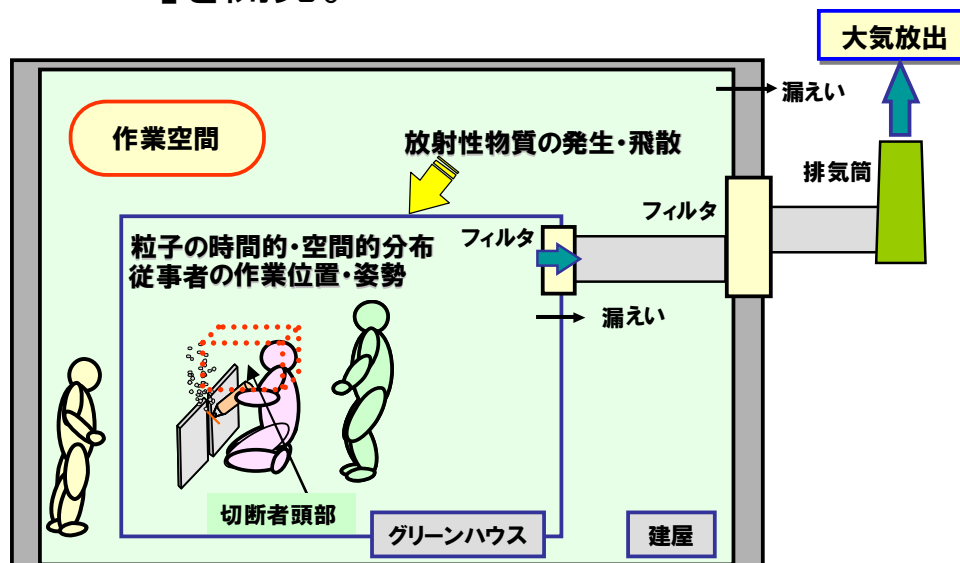 大気放出
漏えい
作業空間
放射性物質の発生・飛散
排気筒
フィルタ
フィルタ
粒子の時間的・空間的分布
従事者の作業位置・姿勢
漏えい
切断者頭部
グリーンハウス
建屋